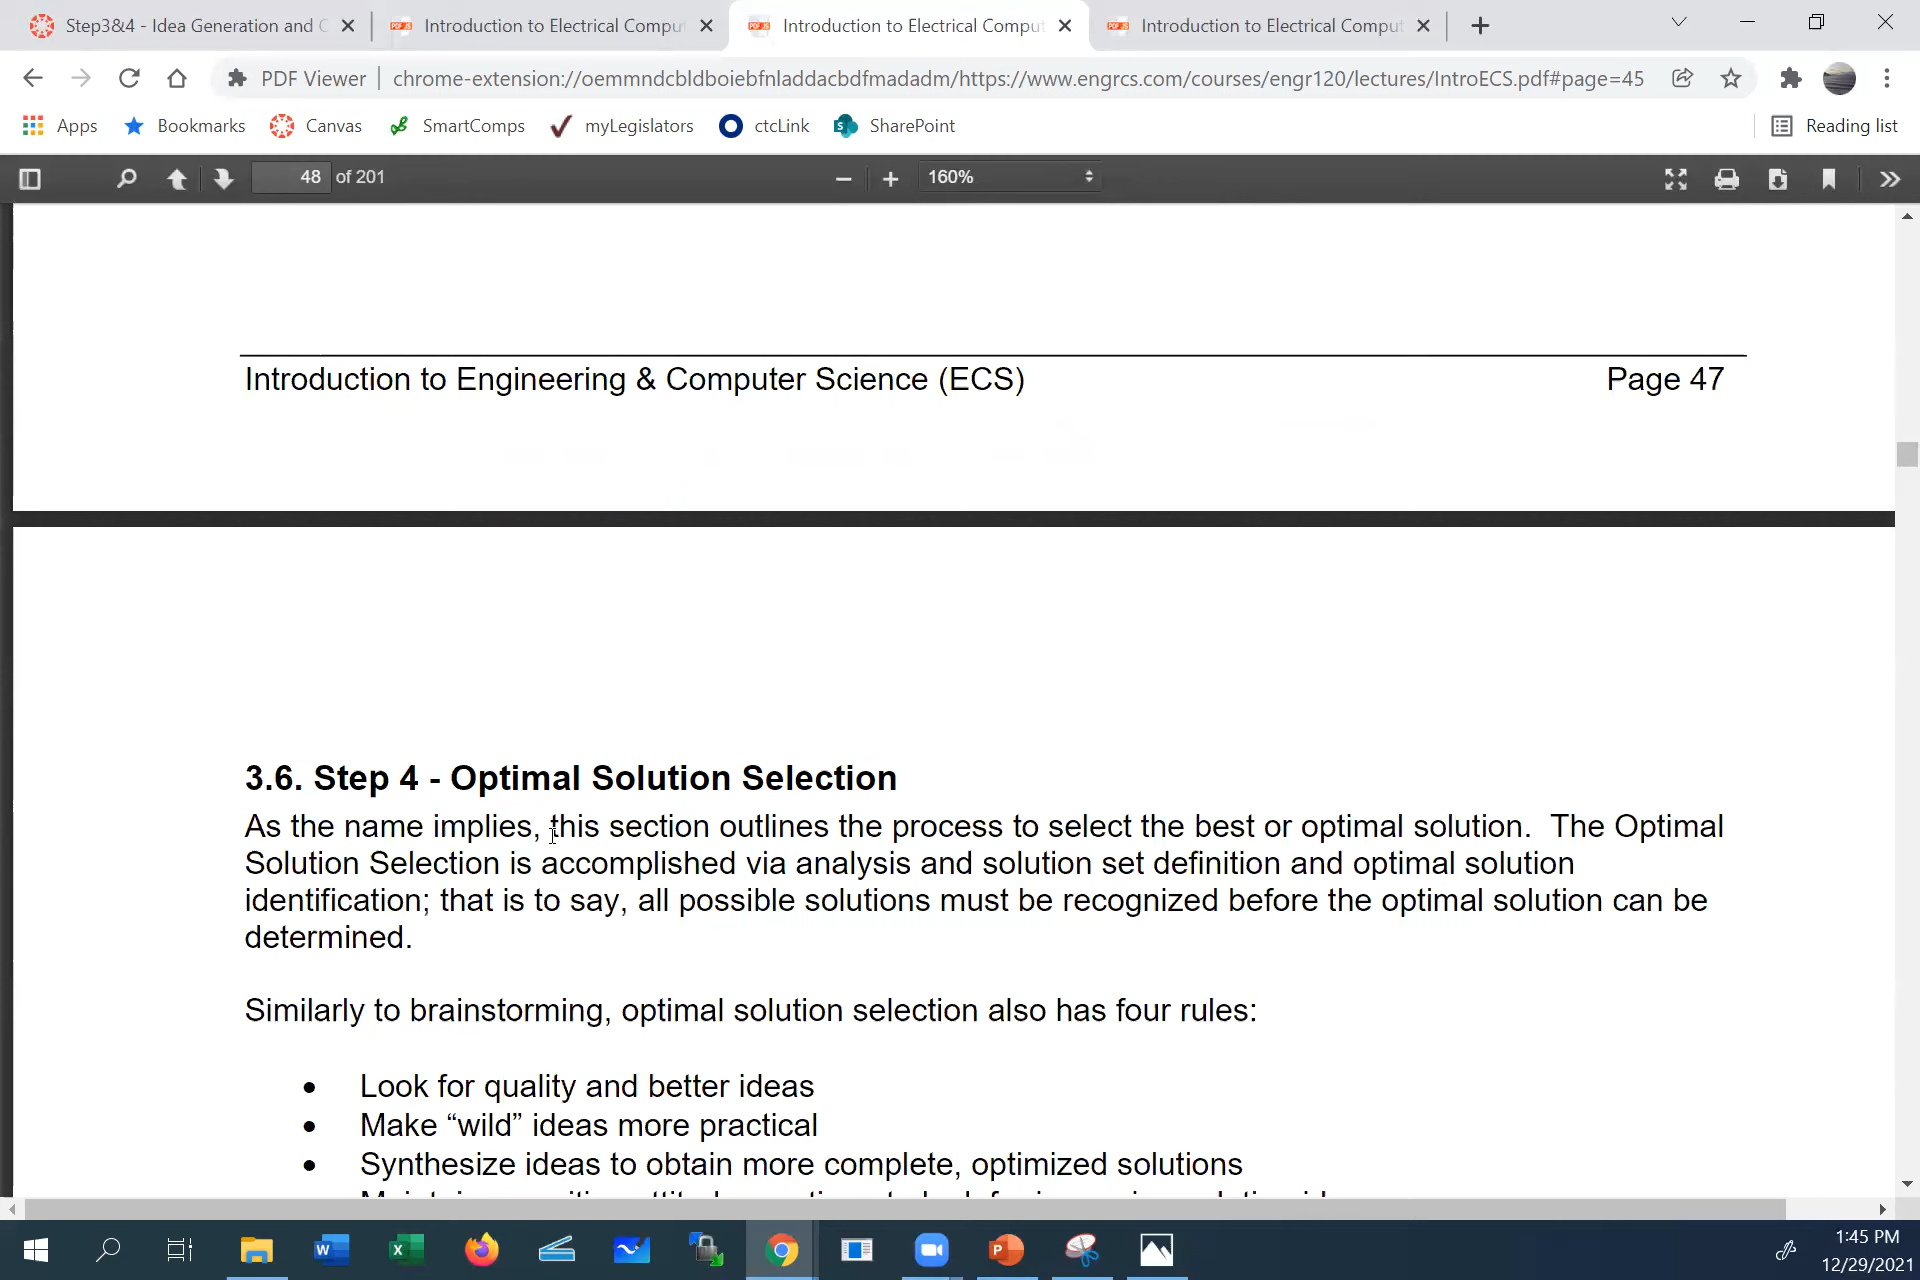 Step3&4 - Idea Generation and
Introduction to Electrical Comput
Introduction to Electrical Comput
Introduction to Electrical Comput
PDF Viewer
chrome-extension://oemmndcbldboiebfnladdacbdfmadadm/https://www.engrcs.com/courses/engr120/lectures/IntroECS.pdf#page=45
Apps
Bookmarks
Canvas
SmartComps
myLegislators
ctcLink
SharePoint
Reading list
48 of 201
160%
Introduction to Engineering & Computer Science (ECS)
Page 47
3.6. Step 4 - Optimal Solution Selection
As the name implies, this section outlines the process to select the best or optimal solution. The Optimal
Solution Selection is accomplished via analysis and solution set definition and optimal solution
identification; that is to say, all possible solutions must be recognized before the optimal solution can be
determined.
Similarly to brainstorming, optimal solution selection also has four rules:
• Look for quality and better ideas
• Make “wild” ideas more practical
• Synthesize ideas to obtain more complete, optimized solutions
1:45 PM
12/29/2021